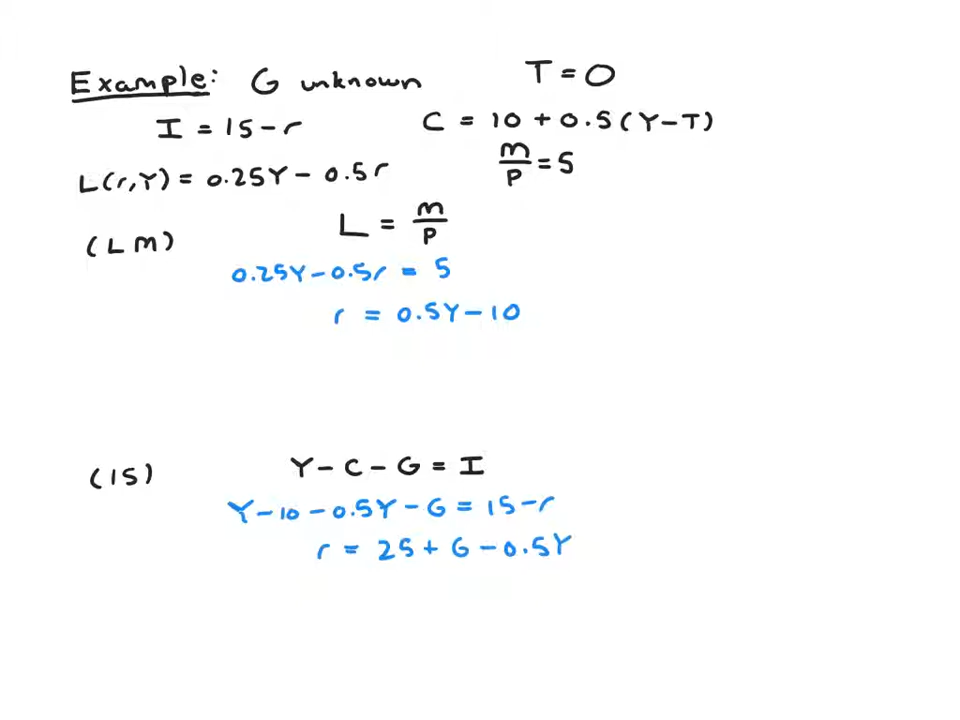 Example: G unknown T = 0
I = 15 - r C = 10 + 0.5(Y-T)
L(r,Y) = 0.25Y - 0.5r M/P = 5
(LM) L = M/P
0.25Y - 0.5r = 5
r = 0.5Y - 10
(IS) Y - C - G = I
Y - 10 - 0.5Y - G = 15 - r
r = 25 + G - 0.5Y